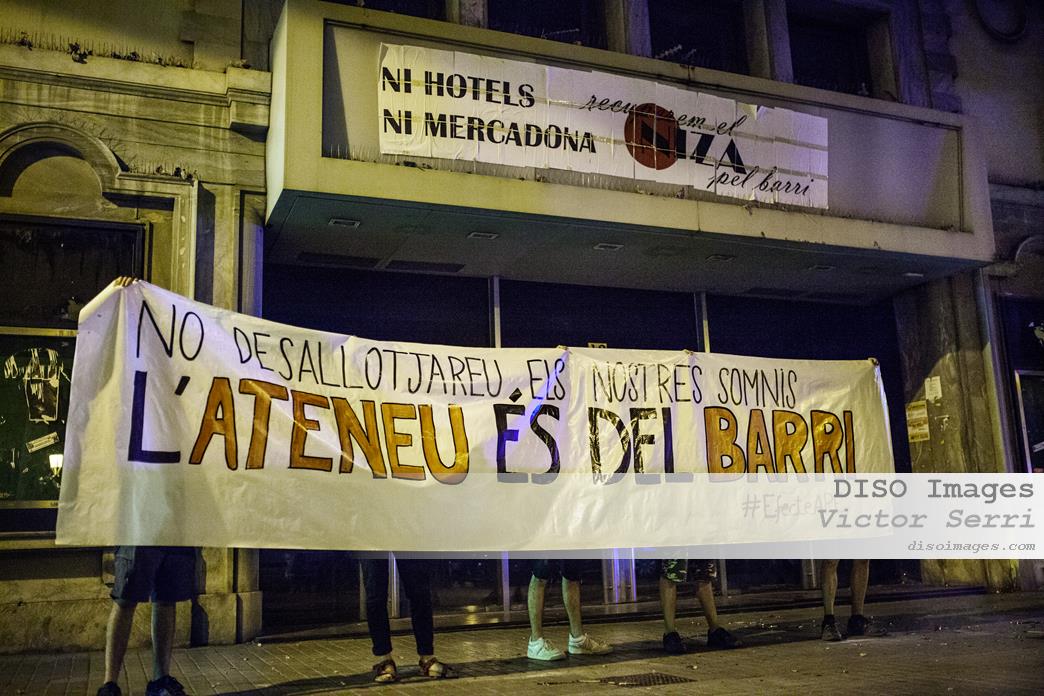 NI HOTELS
NI MERCADONA
recuperem el
NIZA
pel barri
NO DESALLOTJAREU ELS NOSTRES SOMNIS
L'ATENEU ÉS DEL BARRI
DISO Images
Victor Serri
disoimages.com